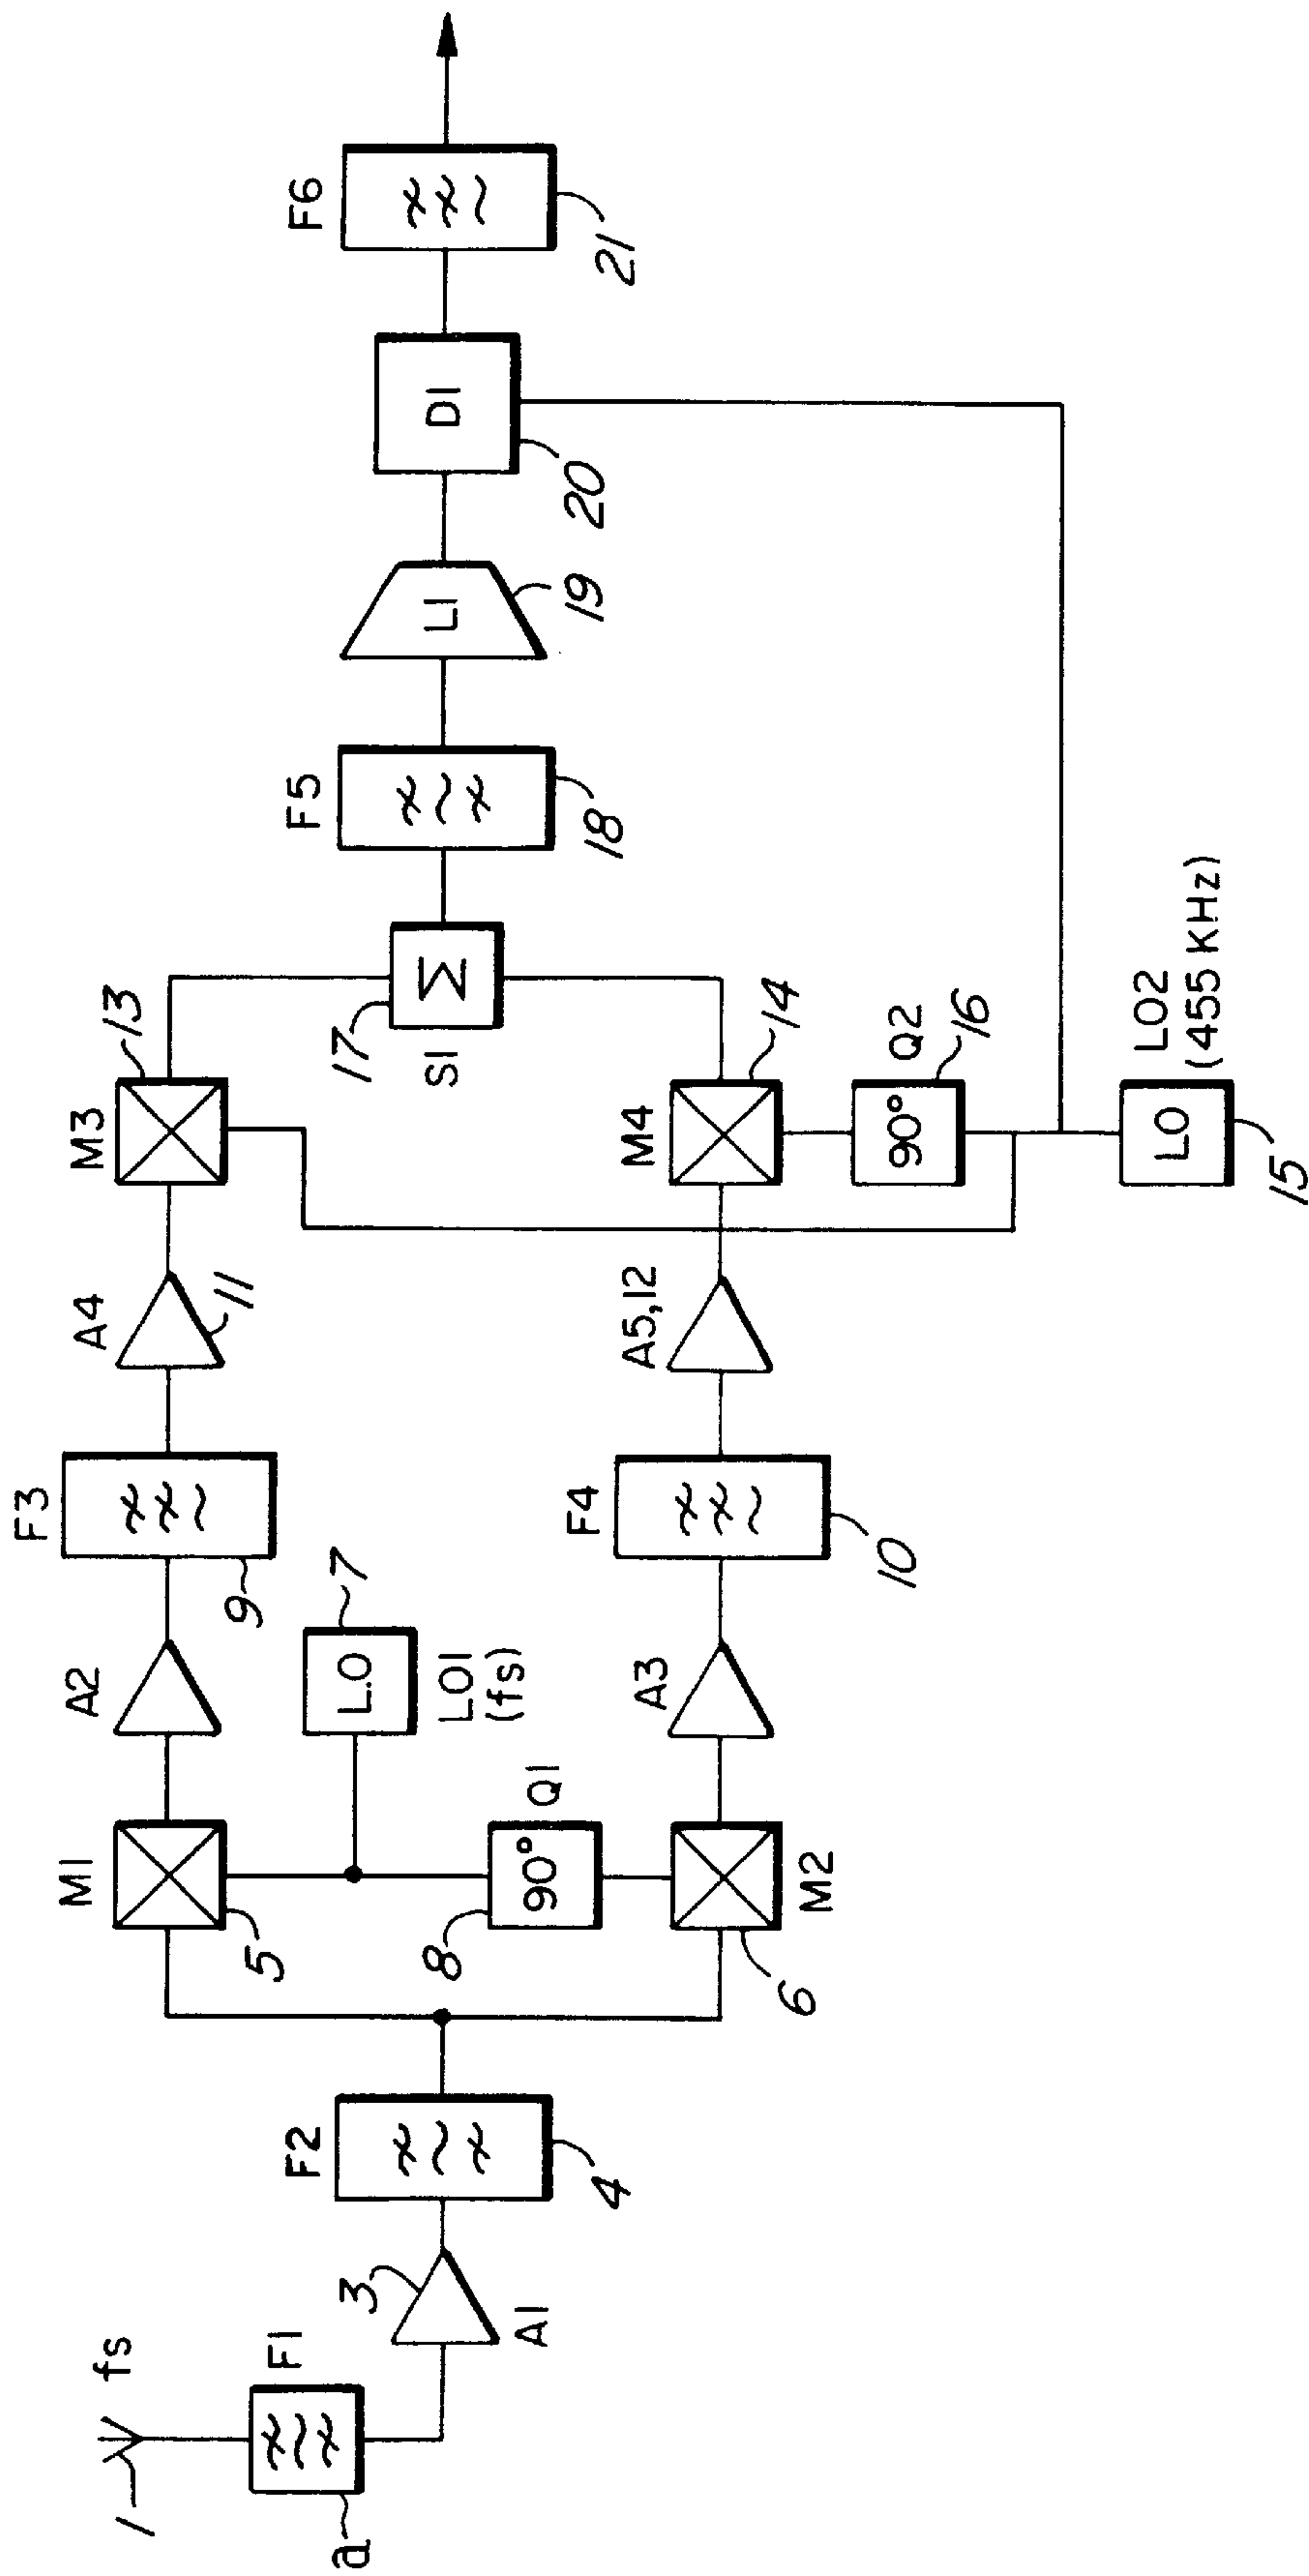 1
fs
F1
a
3
A1
F2
4
M1
5
A2
F3
9
A4
11
M3
13
L.O
7
LO1
(fs)
90°
Q1
8
M2
6
A3
F4
10
A5,12
M4
14
90°
Q2
16
LO
15
LO2
(455 KHz)
Σ
17
S1
F5
18
L1
19
D1
20
F6
21